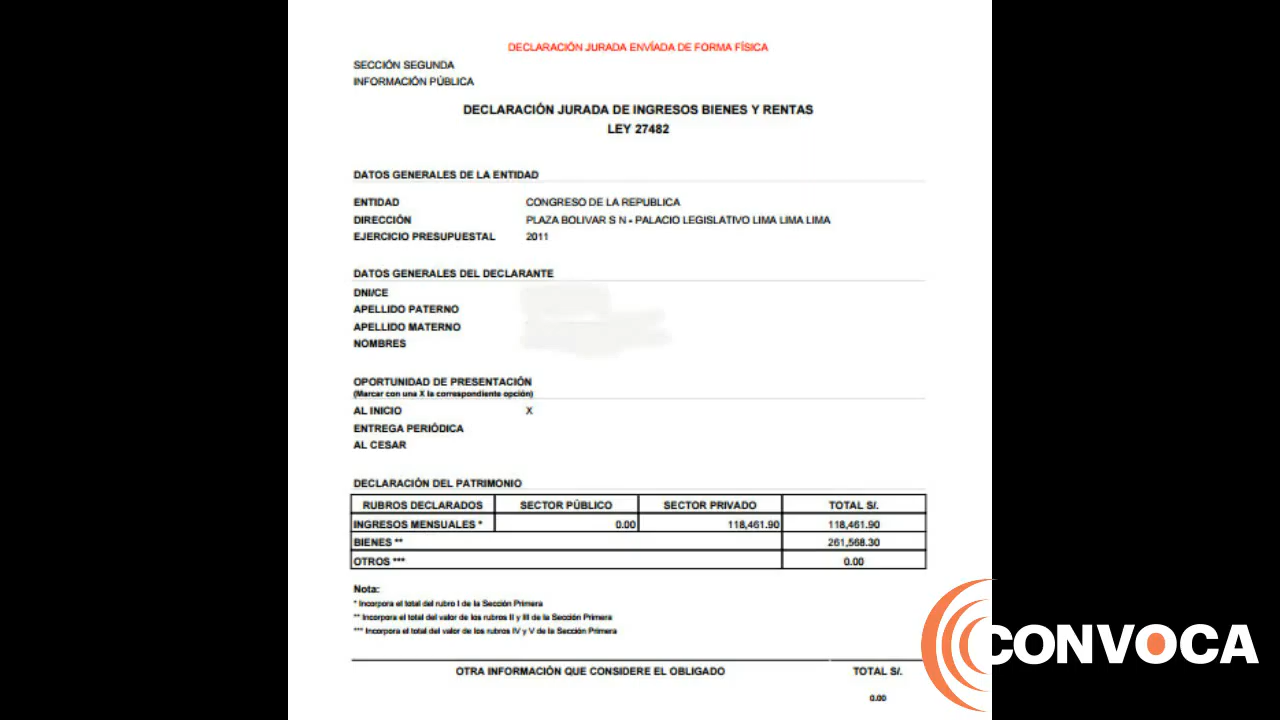 DECLARACIÓN JURADA ENVÍADA DE FORMA FÍSICA
SECCIÓN SEGUNDA
INFORMACIÓN PÚBLICA
DECLARACIÓN JURADA DE INGRESOS BIENES Y RENTAS
LEY 27482
DATOS GENERALES DE LA ENTIDAD
ENTIDAD CONGRESO DE LA REPUBLICA
DIRECCIÓN PLAZA BOLIVAR S N - PALACIO LEGISLATIVO LIMA LIMA LIMA
EJERCICIO PRESUPUESTAL 2011
DATOS GENERALES DEL DECLARANTE
DNI/CE
APELLIDO PATERNO
APELLIDO MATERNO
NOMBRES
OPORTUNIDAD DE PRESENTACIÓN
(Marcar con una X la correspondiente opción)
AL INICIO X
ENTREGA PERIÓDICA
AL CESAR
DECLARACIÓN DEL PATRIMONIO
RUBROS DECLARADOS SECTOR PÚBLICO SECTOR PRIVADO TOTAL S/.
INGRESOS MENSUALES * 0.00 118,461.90 118,461.90
BIENES ** 261,568.30
OTROS *** 0.00
Nota:
* Incorpora el total del rubro I de la Sección Primera
** Incorpora el total del valor de los rubros II y III de la Sección Primera
*** Incorpora el total del valor de los rubros IV y V de la Sección Primera
OTRA INFORMACIÓN QUE CONSIDERE EL OBLIGADO TOTAL S/.
0.00
CONVOCA